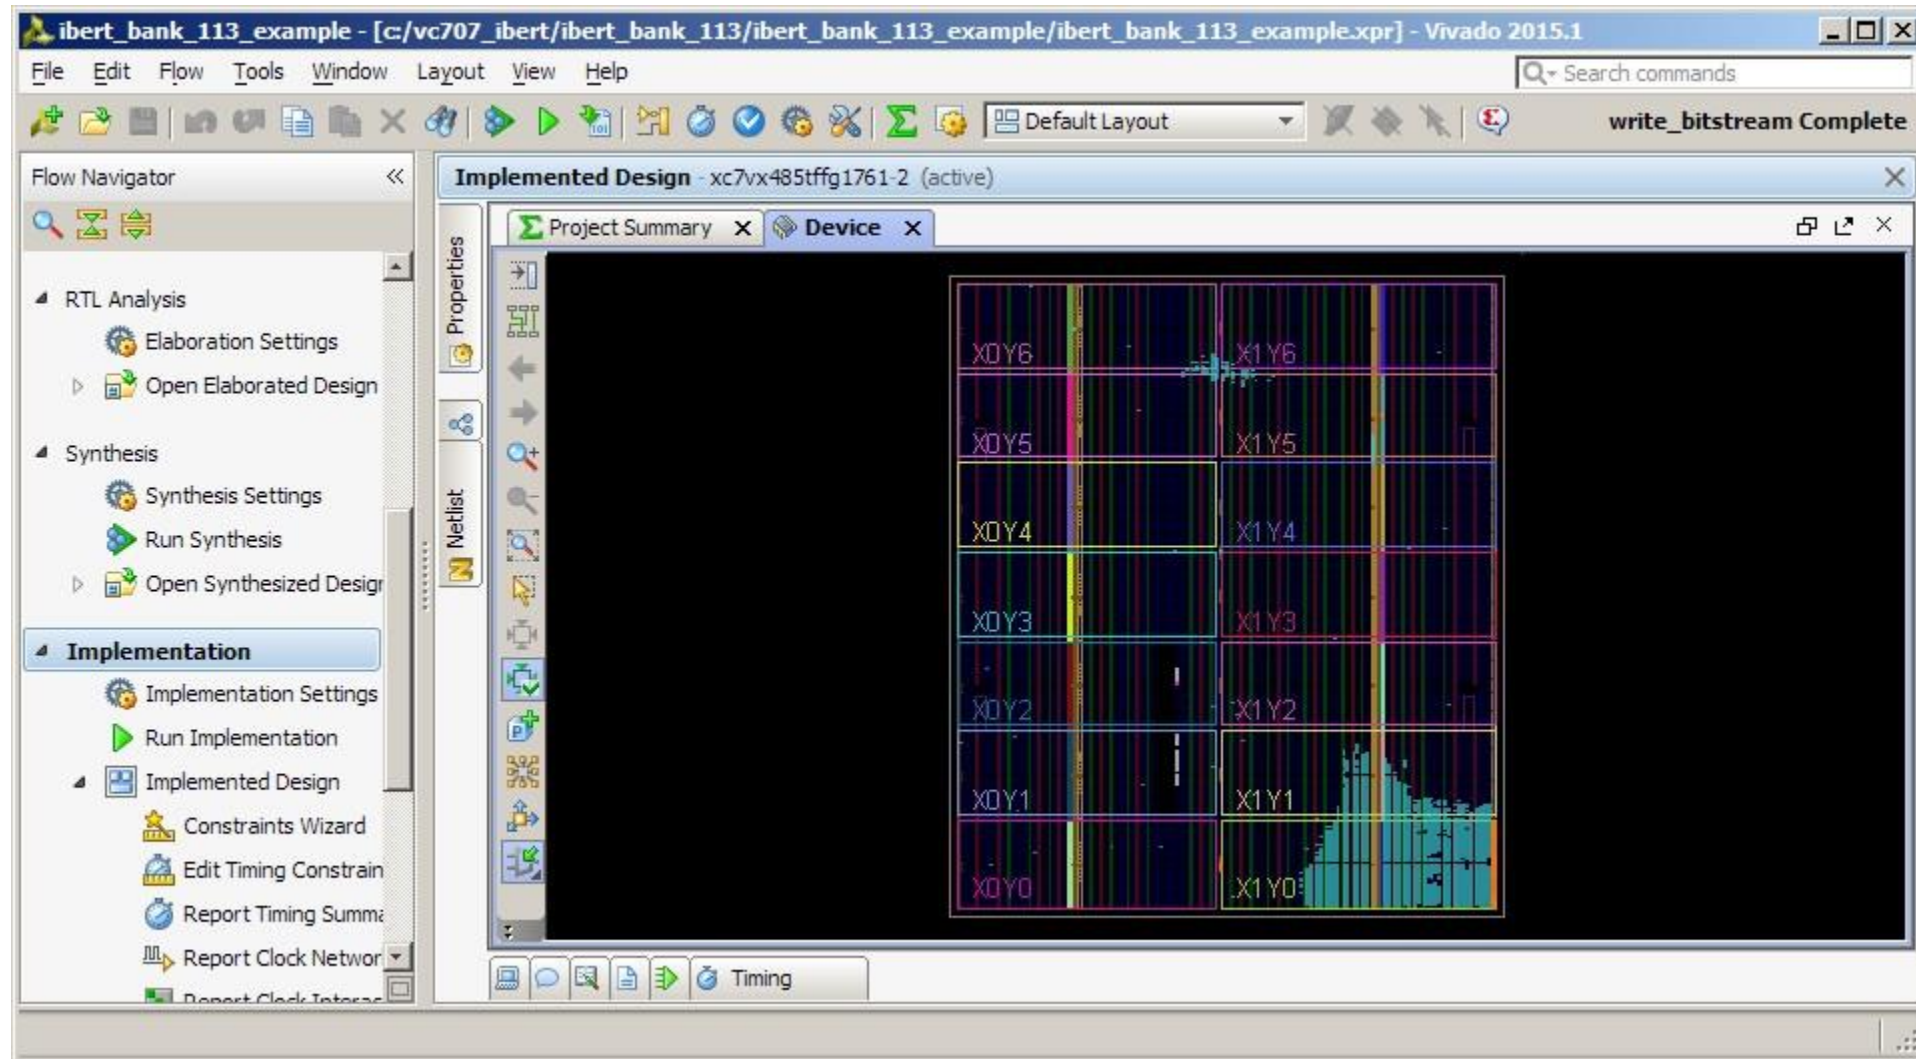 ibert_bank_113_example - [c:/vc707_ibert/ibert_bank_113/ibert_bank_113_example/ibert_bank_113_example.xpr] - Vivado 2015.1
File Edit Flow Tools Window Layout View Help
Search commands
Default Layout
write_bitstream Complete
Flow Navigator
RTL Analysis
Elaboration Settings
Open Elaborated Design
Synthesis
Synthesis Settings
Run Synthesis
Open Synthesized Desigr
Implementation
Implementation Settings
Run Implementation
Implemented Design
Constraints Wizard
Edit Timing Constrain
Report Timing Summa
Report Clock Networ
Report Clock Interac
Implemented Design - xc7vx485tffg1761-2 (active)
Properties
Netlist
Project Summary
Device
X0Y6 X1Y6
X0Y5 X1Y5
X0Y4 X1Y4
X0Y3 X1Y3
X0Y2 X1Y2
X0Y1 X1Y1
X0Y0 X1Y0
Timing